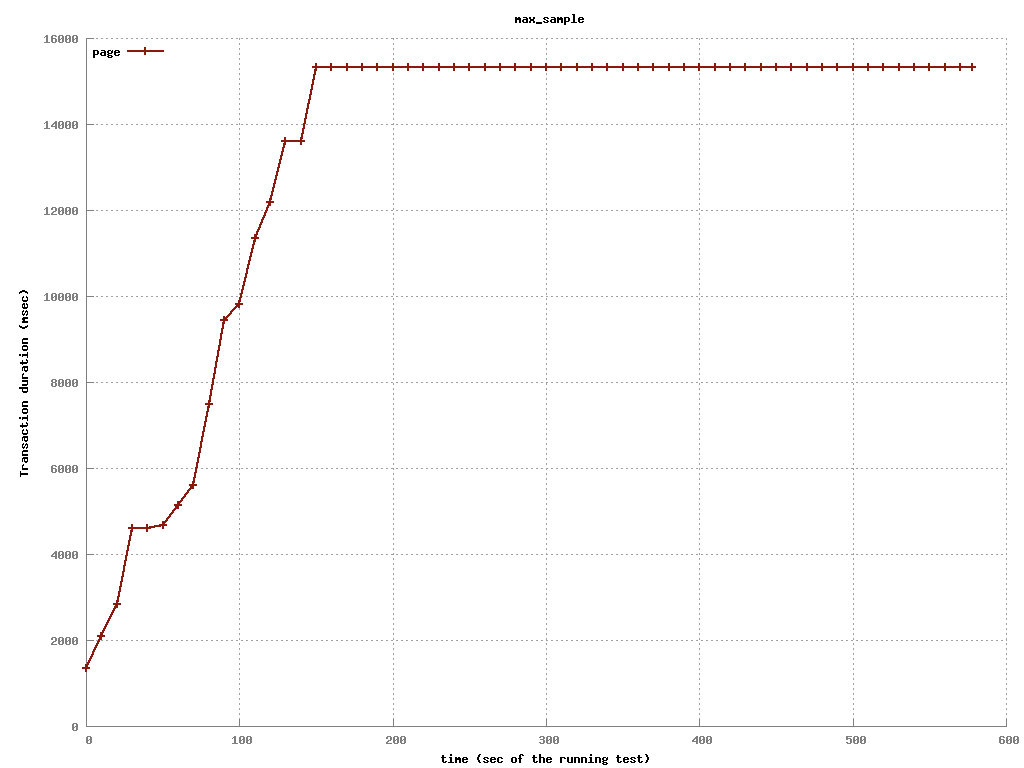 max_sample
page
16000
14000
12000
10000
8000
6000
4000
2000
0
Transaction duration (msec)
0 100 200 300 400 500 600
time (sec of the running test)